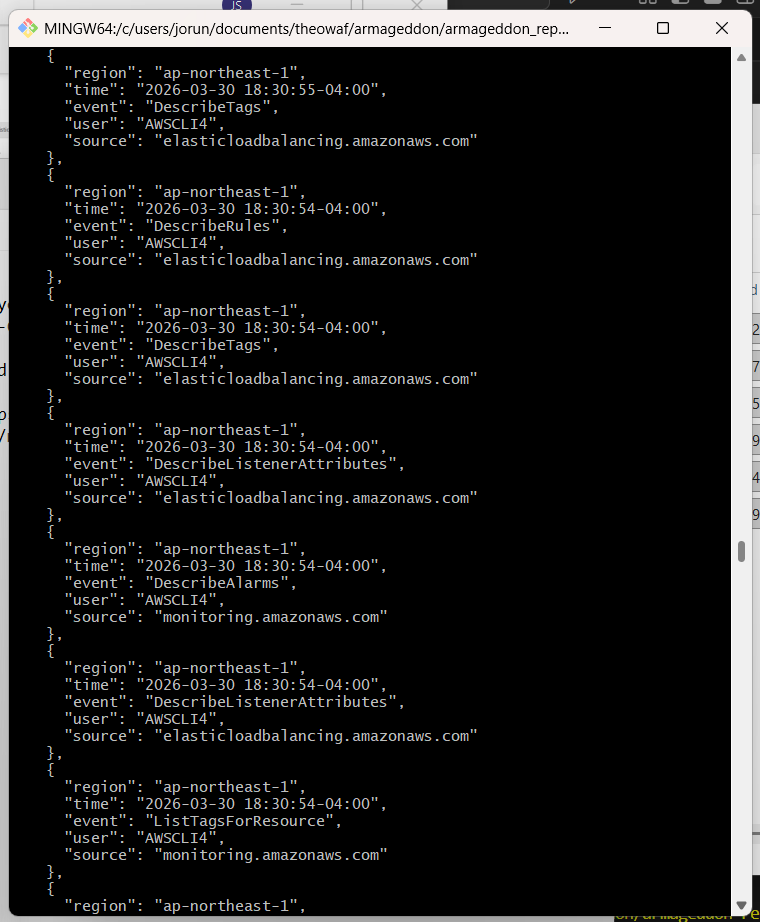 JS
MINGW64:/c/users/jorun/documents/theowaf/armageddon/armageddon_rep...
{
"region": "ap-northeast-1",
"time": "2026-03-30 18:30:55-04:00",
"event": "DescribeTags",
"user": "AWSCLI4",
"source": "elasticloadbalancing.amazonaws.com"
},
{
"region": "ap-northeast-1",
"time": "2026-03-30 18:30:54-04:00",
"event": "DescribeRules",
"user": "AWSCLI4",
"source": "elasticloadbalancing.amazonaws.com"
},
{
"region": "ap-northeast-1",
"time": "2026-03-30 18:30:54-04:00",
"event": "DescribeTags",
"user": "AWSCLI4",
"source": "elasticloadbalancing.amazonaws.com"
},
{
"region": "ap-northeast-1",
"time": "2026-03-30 18:30:54-04:00",
"event": "DescribeListenerAttributes",
"user": "AWSCLI4",
"source": "elasticloadbalancing.amazonaws.com"
},
{
"region": "ap-northeast-1",
"time": "2026-03-30 18:30:54-04:00",
"event": "DescribeAlarms",
"user": "AWSCLI4",
"source": "monitoring.amazonaws.com"
},
{
"region": "ap-northeast-1",
"time": "2026-03-30 18:30:54-04:00",
"event": "DescribeListenerAttributes",
"user": "AWSCLI4",
"source": "elasticloadbalancing.amazonaws.com"
},
{
"region": "ap-northeast-1",
"time": "2026-03-30 18:30:54-04:00",
"event": "ListTagsForResource",
"user": "AWSCLI4",
"source": "monitoring.amazonaws.com"
},
{
"region": "ap-northeast-1",